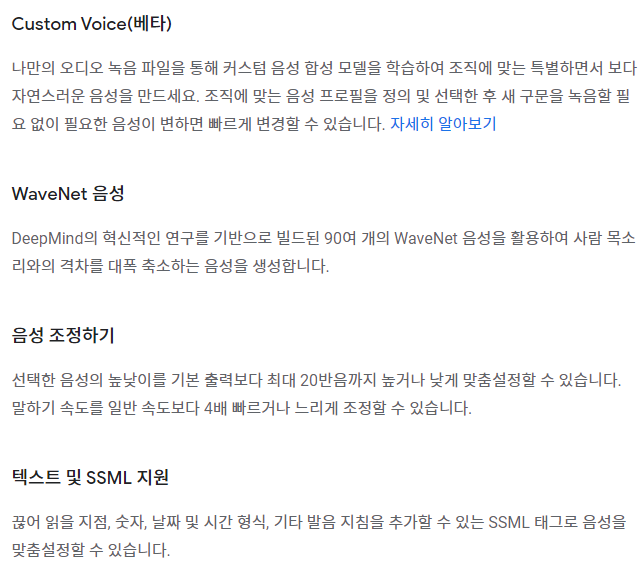 Custom Voice(베타)
나만의 오디오 녹음 파일을 통해 커스텀 음성 합성 모델을 학습하여 조직에 맞는 특별하면서 보다
자연스러운 음성을 만드세요. 조직에 맞는 음성 프로필을 정의 및 선택한 후 새 구문을 녹음할 필
요 없이 필요한 음성이 변하면 빠르게 변경할 수 있습니다. 자세히 알아보기
WaveNet 음성
DeepMind의 혁신적인 연구를 기반으로 빌드된 90여 개의 WaveNet 음성을 활용하여 사람 목소
리와의 격차를 대폭 축소하는 음성을 생성합니다.
음성 조정하기
선택한 음성의 높낮이를 기본 출력보다 최대 20반음까지 높거나 낮게 맞춤설정할 수 있습니다.
말하기 속도를 일반 속도보다 4배 빠르거나 느리게 조정할 수 있습니다.
텍스트 및 SSML 지원
끊어 읽을 지점, 숫자, 날짜 및 시간 형식, 기타 발음 지침을 추가할 수 있는 SSML 태그로 음성을
맞춤설정할 수 있습니다.